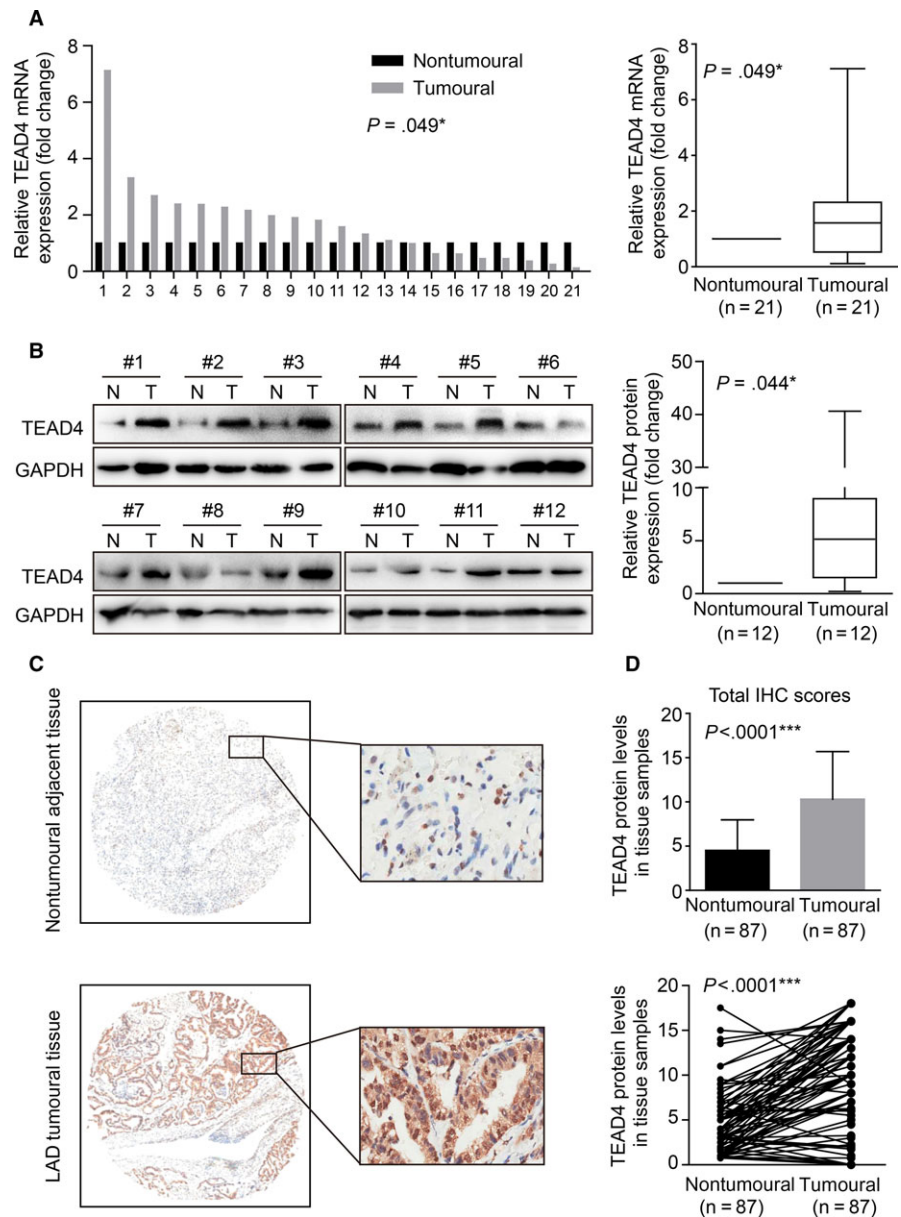 A
Relative TEAD4 mRNA
expression (fold change)
8
6
4
2
0
Nontumoural
Tumoural
P = .049*
1 2 3 4 5 6 7 8 9 10 11 12 13 14 15 16 17 18 19 20 21
Relative TEAD4 mRNA
expression (fold change)
8
6
4
2
0
P = .049*
Nontumoural Tumoural
(n = 21) (n = 21)
B
#1 #2 #3 #4 #5 #6
N T N T N T N T N T N T
TEAD4
GAPDH
#7 #8 #9 #10 #11 #12
N T N T N T N T N T N T
TEAD4
GAPDH
Relative TEAD4 protein
expression (fold change)
50
40
30
10
5
0
P = .044*
Nontumoural Tumoural
(n = 12) (n = 12)
C
Nontumoural adjacent tissue
LAD tumoural tissue
D
Total IHC scores
TEAD4 protein levels
in tissue samples
20
15
10
5
0
P<.0001***
Nontumoural Tumoural
(n = 87) (n = 87)
TEAD4 protein levels
in tissue samples
20
15
10
5
0
P<.0001***
Nontumoural Tumoural
(n = 87) (n = 87)